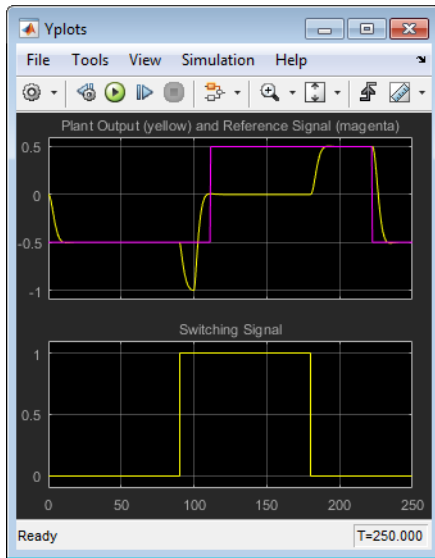 Yplots
File Tools View Simulation Help
Plant Output (yellow) and Reference Signal (magenta)
0.5
0
-0.5
-1
Switching Signal
1
0.5
0
0 50 100 150 200 250
Ready T=250.000